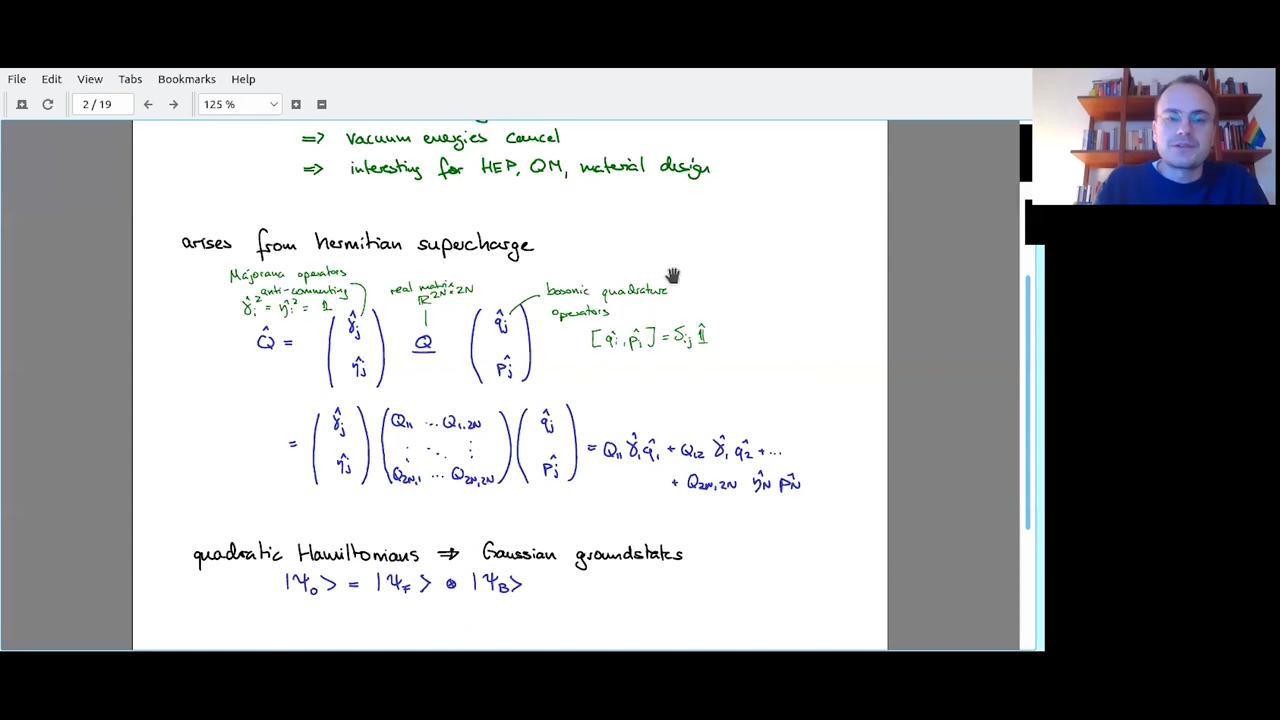 File Edit View Tabs Bookmarks Help
2 / 19 125 %
=> vacuum energies cancel
=> interesting for HEP, QM, material design
arises from hermitian supercharge
Majorana operators
anti-commuting
γ̂ᵢ² = η̂ᵢ² = 𝟙
real matrix
ℝ²ᴺˣ²ᴺ
bosonic quadrature
operators
[q̂ᵢ, p̂ⱼ] = δᵢⱼ 𝟙̂
Q̂ = (γ̂ⱼ η̂ⱼ) Q (q̂ⱼ p̂ⱼ)
= (γ̂ⱼ η̂ⱼ) (Q₁₁ ... Q₁,₂N ⋮ ⋱ ⋮ Q₂N,₁ ... Q₂N,₂N) (q̂ⱼ p̂ⱼ) = Q₁₁ γ̂₁ q̂₁ + Q₁₂ γ̂₁ q̂₂ + ...
+ Q₂N,₂N η̂N p̂N
quadratic Hamiltonians => Gaussian groundstates
|Ψ₀> = |Ψ_F> ⊗ |Ψ_B>